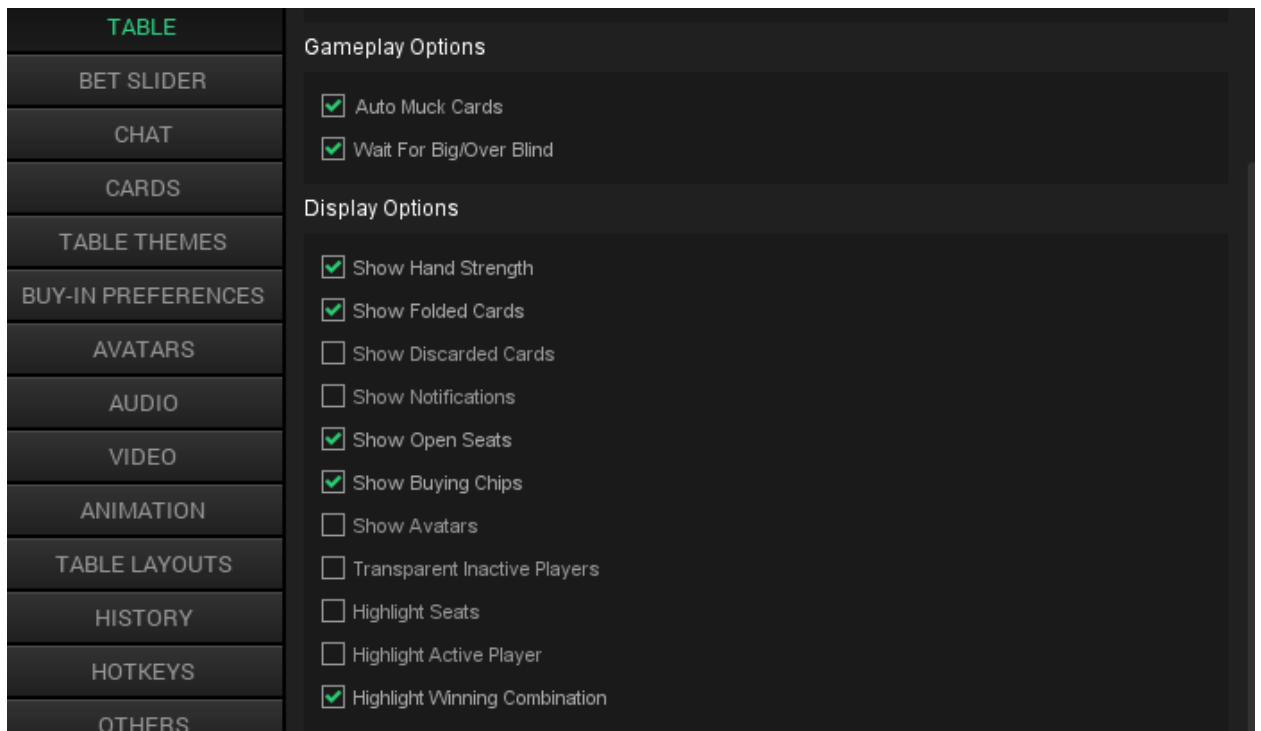 TABLE
BET SLIDER
CHAT
CARDS
TABLE THEMES
BUY-IN PREFERENCES
AVATARS
AUDIO
VIDEO
ANIMATION
TABLE LAYOUTS
HISTORY
HOTKEYS
OTHERS
Gameplay Options
Auto Muck Cards
Wait For Big/Over Blind
Display Options
Show Hand Strength
Show Folded Cards
Show Discarded Cards
Show Notifications
Show Open Seats
Show Buying Chips
Show Avatars
Transparent Inactive Players
Highlight Seats
Highlight Active Player
Highlight Winning Combination